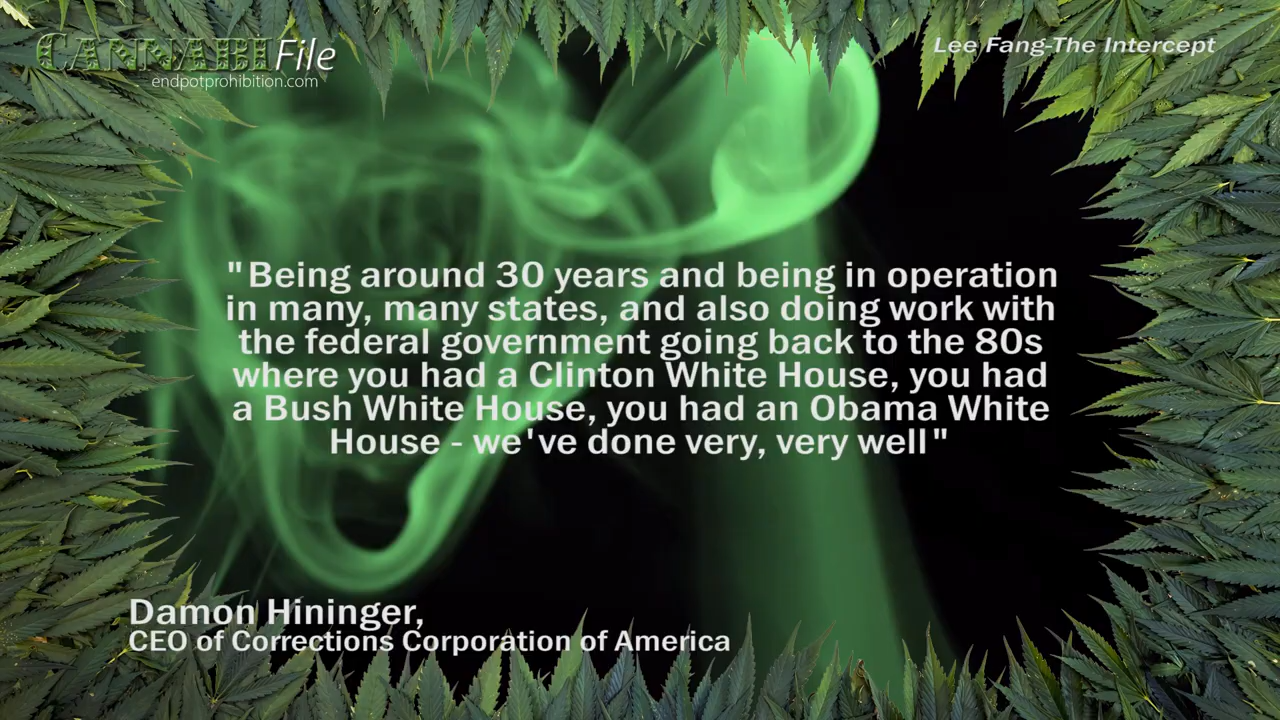 CANNABIFile
endpotprohibition.com
Lee Fang-The Intercept
"Being around 30 years and being in operation
in many, many states, and also doing work with
the federal government going back to the 80s
where you had a Clinton White House, you had
a Bush White House, you had an Obama White
House - we've done very, very well"
Damon Hininger,
CEO of Corrections Corporation of America